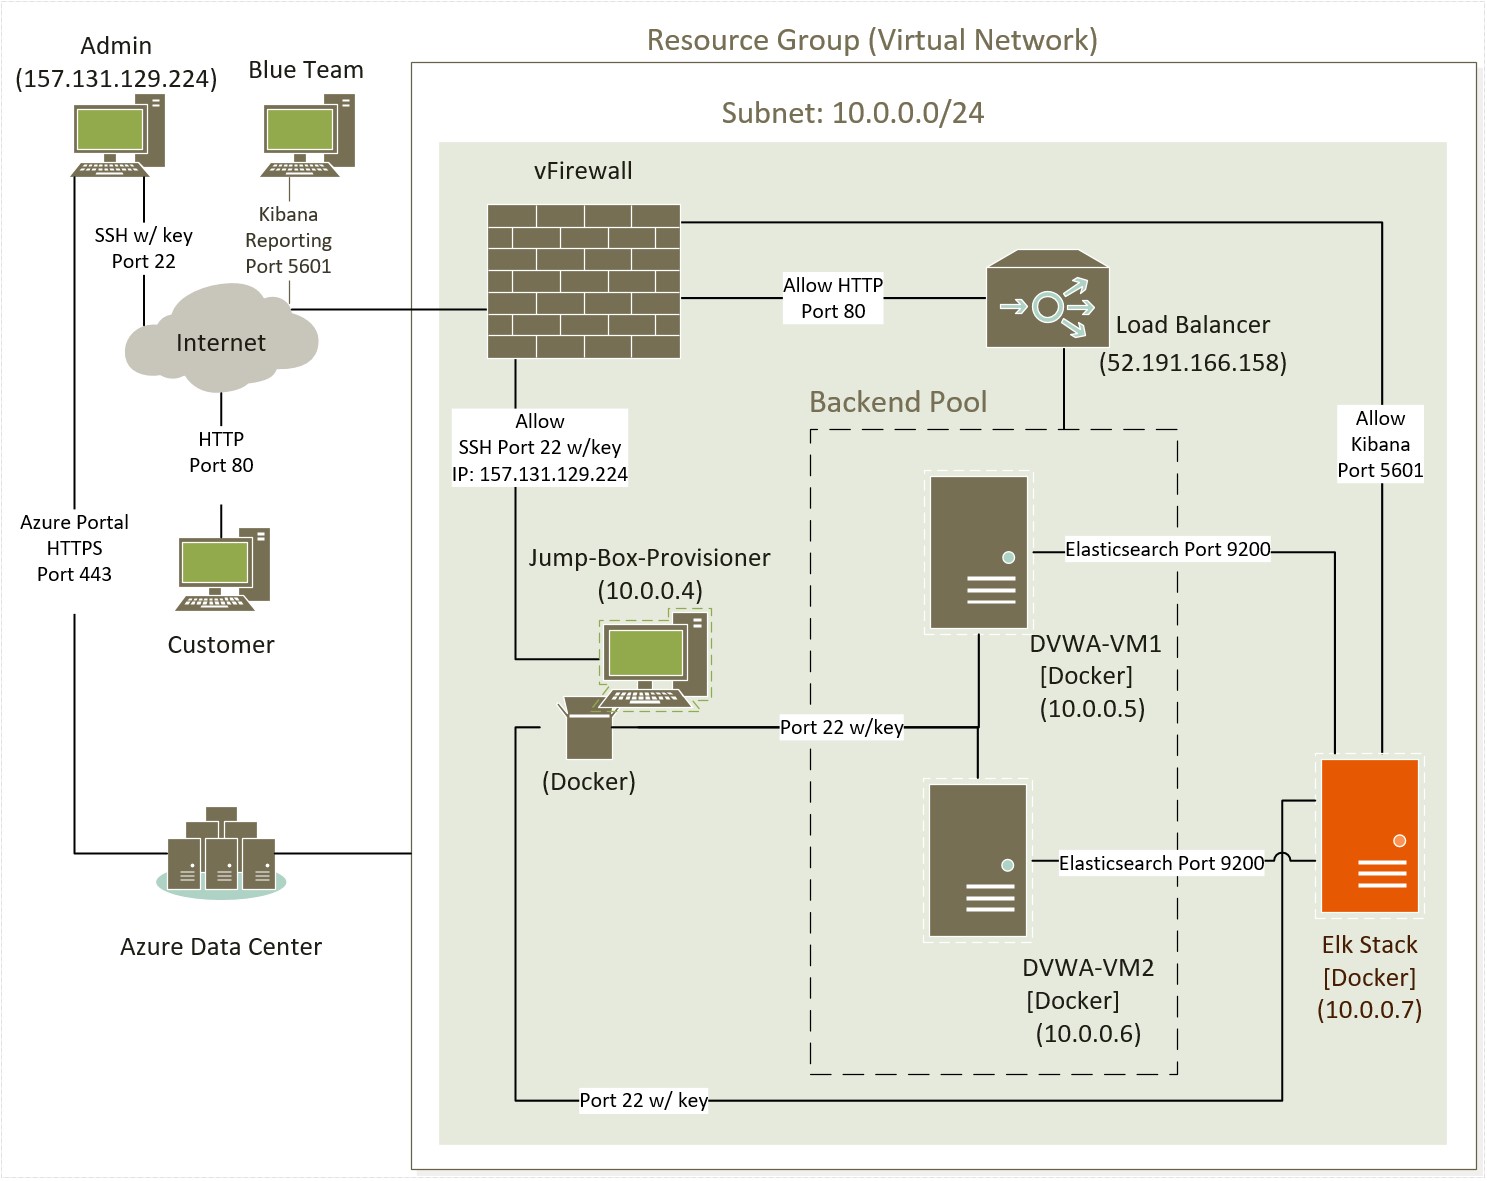 Resource Group (Virtual Network)
Admin
(157.131.129.224)
Blue Team
Subnet: 10.0.0.0/24
vFirewall
Kibana
Reporting
Port 5601
SSH w/ key
Port 22
Internet
Allow HTTP
Port 80
Load Balancer
(52.191.166.158)
Backend Pool
Allow
SSH Port 22 w/key
IP: 157.131.129.224
Allow
Kibana
Port 5601
HTTP
Port 80
Azure Portal
HTTPS
Port 443
Customer
Jump-Box-Provisioner
(10.0.0.4)
Elasticsearch Port 9200
DVWA-VM1
[Docker]
(10.0.0.5)
Port 22 w/key
(Docker)
Elasticsearch Port 9200
Azure Data Center
DVWA-VM2
[Docker]
(10.0.0.6)
Elk Stack
[Docker]
(10.0.0.7)
Port 22 w/ key